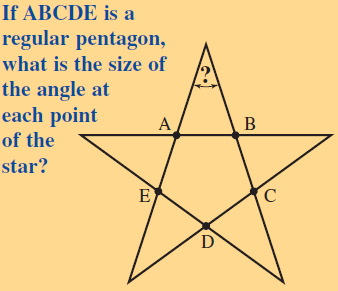 If ABCDE is a
regular pentagon,
what is the size of
the angle at
each point
of the
star?
?
A
B
E
C
D